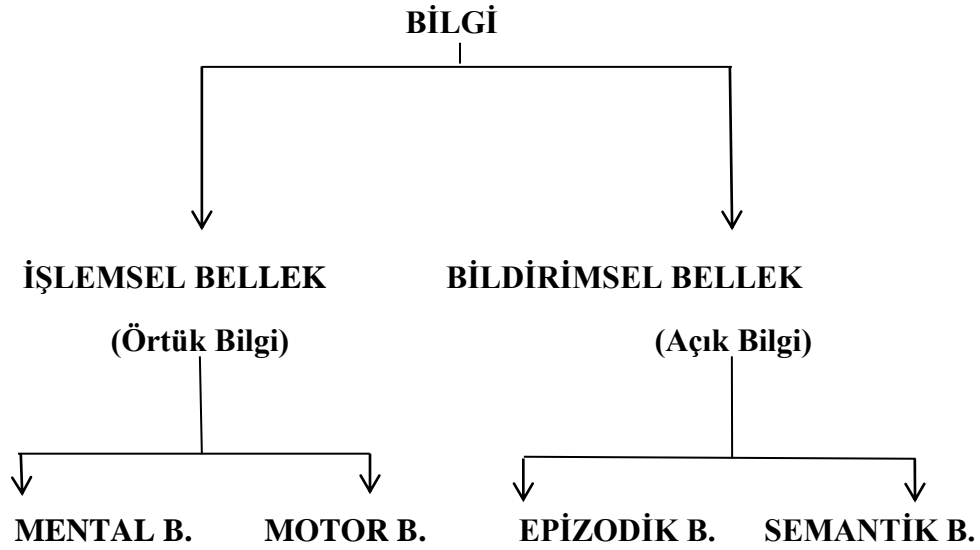 BİLGİ
İŞLEMSEL BELLEK BİLDİRİMSEL BELLEK
(Örtük Bilgi) (Açık Bilgi)
MENTAL B. MOTOR B. EPİZODİK B. SEMANTİK B.